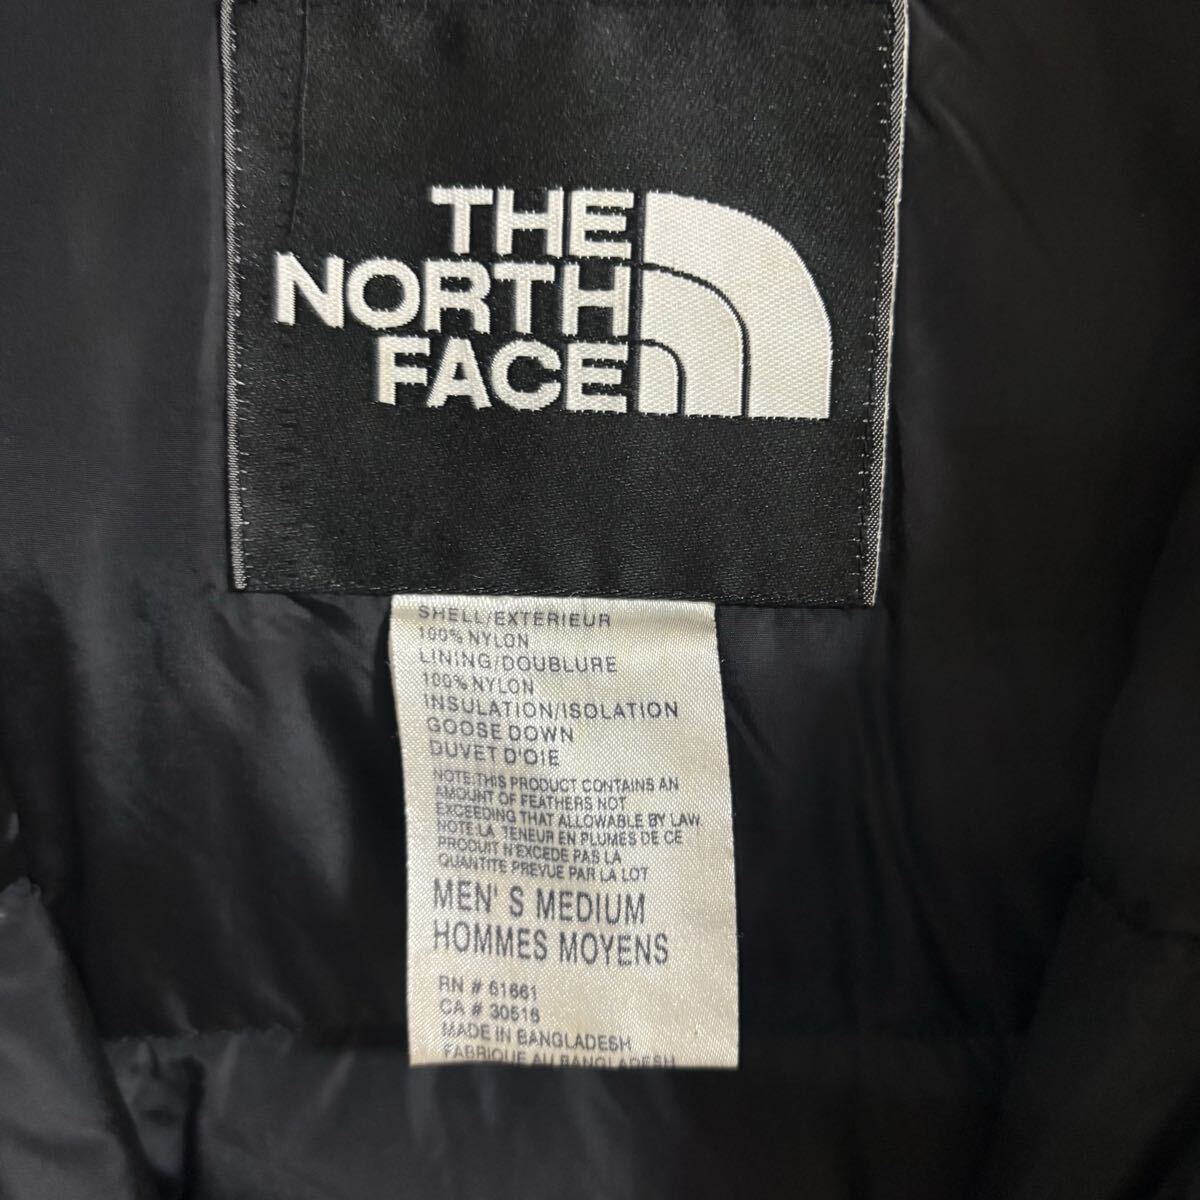 THE
NORTH
FACE
SHELL/EXTERIEUR
100% NYLON
LINING/DOUBLURE
100% NYLON
INSULATION/ISOLATION
GOOSE DOWN
DUVET D'OIE
NOTE:THIS PRODUCT CONTAINS AN
AMOUNT OF FEATHERS NOT
EXCEEDING THAT ALLOWABLE BY LAW
NOTE LA TENEUR EN PLUMES DE CE
PRODUIT N'EXCEDE PAS LA
QUANTITE PREVUE PAR LA LOT
MEN'S MEDIUM
HOMMES MOYENS
RN # 61661
CA # 30516
MADE IN BANGLADESH
FABRIQUE AU BANGLADESH